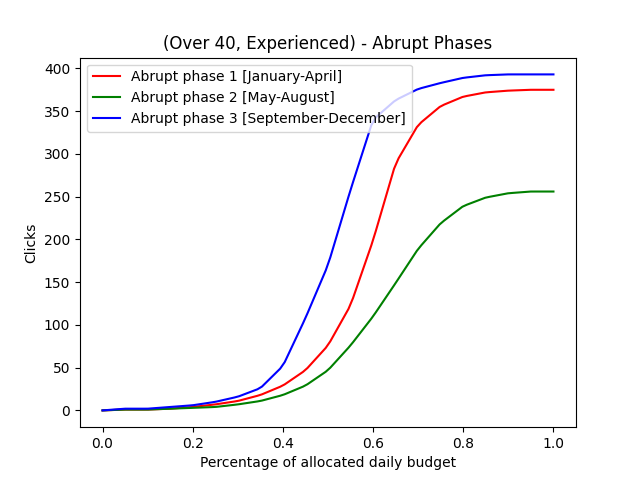 (Over 40, Experienced) - Abrupt Phases
Abrupt phase 1 [January-April]
Abrupt phase 2 [May-August]
Abrupt phase 3 [September-December]
400
350
300
250
200
150
100
50
0
Clicks
0.0 0.2 0.4 0.6 0.8 1.0
Percentage of allocated daily budget